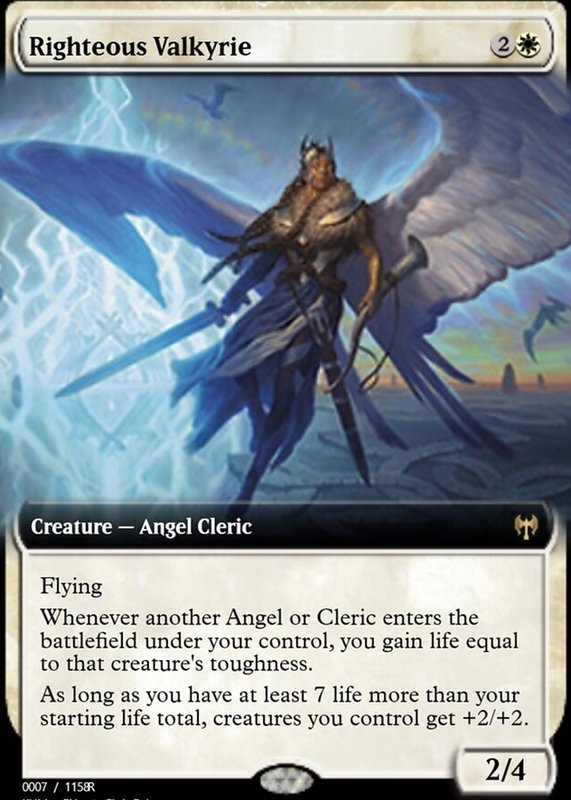 Righteous Valkyrie 2
Creature — Angel Cleric
Flying
Whenever another Angel or Cleric enters the
battlefield under your control, you gain life equal
to that creature's toughness.
As long as you have at least 7 life more than your
starting life total, creatures you control get +2/+2.
2/4
0007 / 1158R